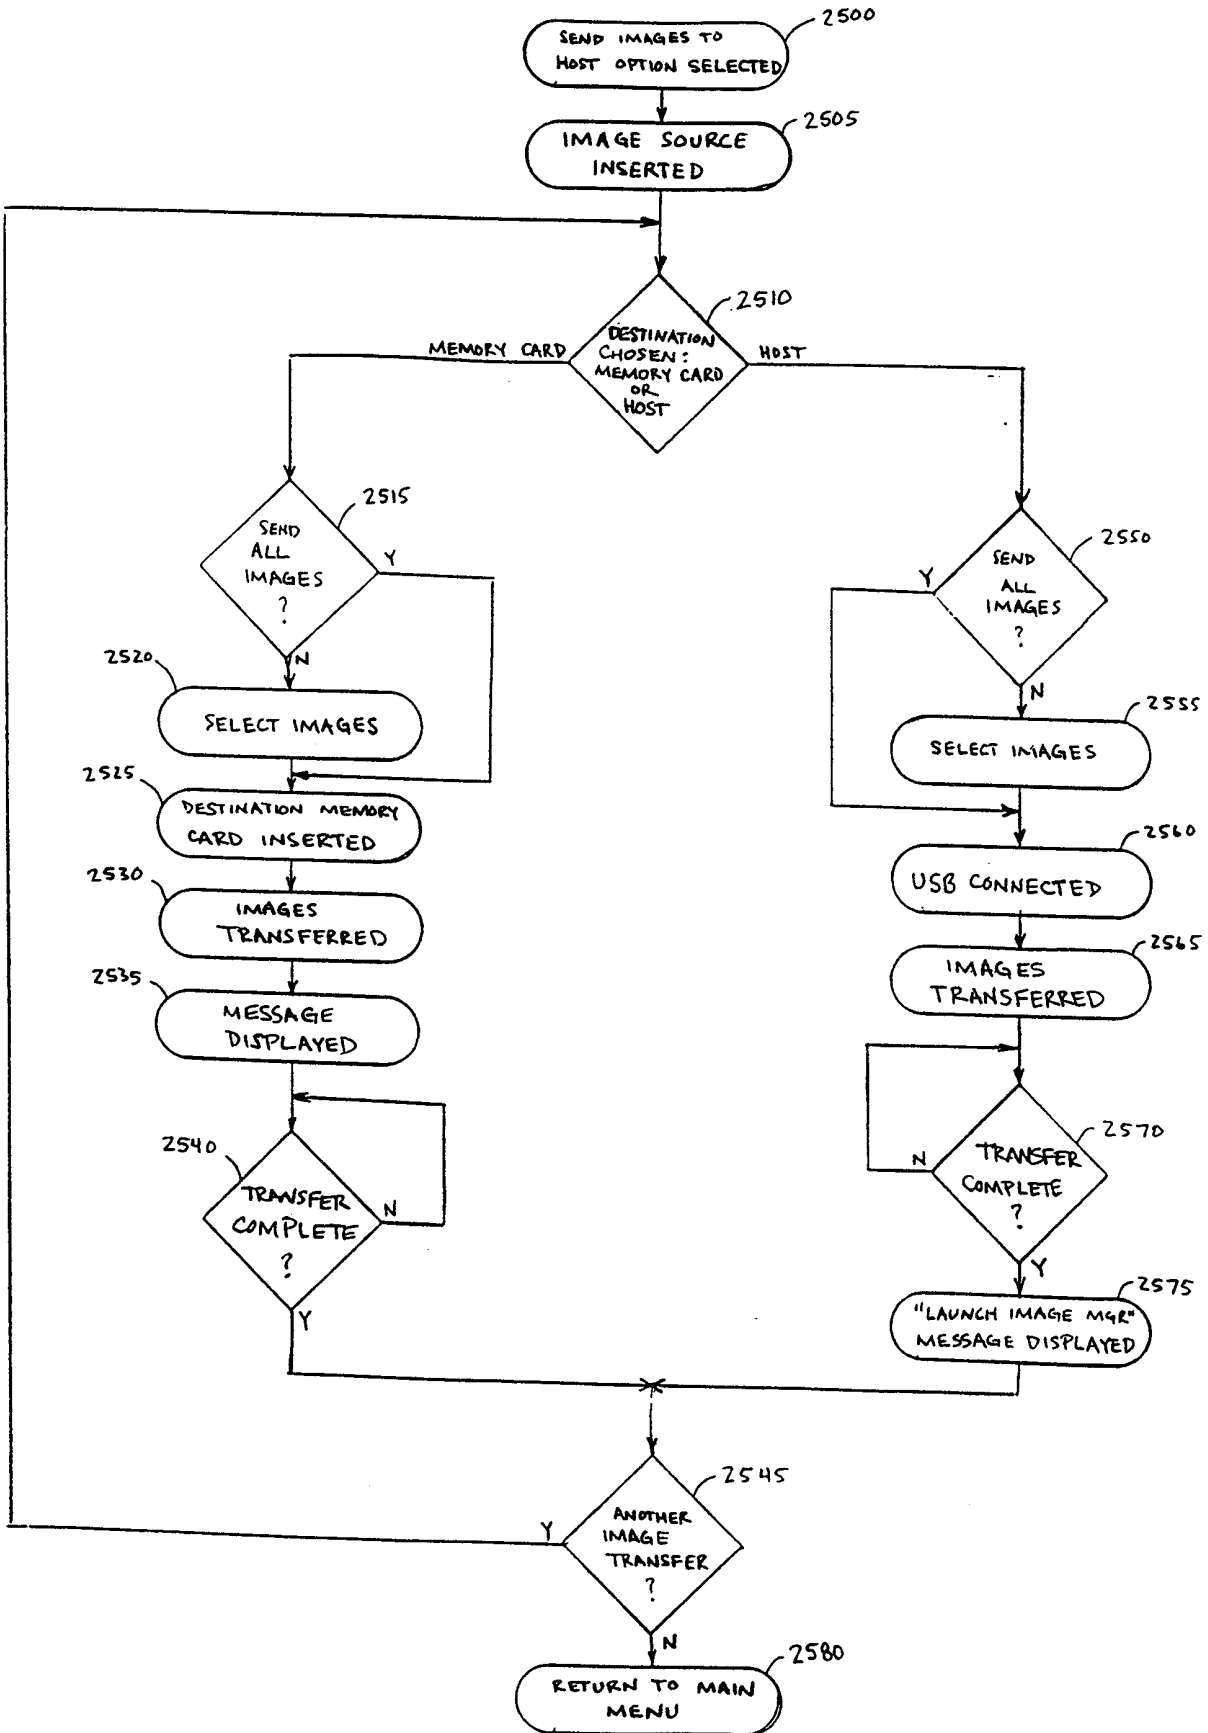 2500
SEND IMAGES TO
HOST OPTION SELECTED
2505
IMAGE SOURCE
INSERTED
2510
DESTINATION
CHOSEN:
MEMORY CARD
OR
HOST
MEMORY CARD
HOST
2515
SEND
ALL
IMAGES
?
Y
N
2520
SELECT IMAGES
2525
DESTINATION MEMORY
CARD INSERTED
2530
IMAGES
TRANSFERRED
2535
MESSAGE
DISPLAYED
2540
TRANSFER
COMPLETE
?
N
Y
2550
SEND
ALL
IMAGES
?
Y
N
2555
SELECT IMAGES
2560
USB CONNECTED
2565
IMAGES
TRANSFERRED
2570
TRANSFER
COMPLETE
?
N
Y
2575
"LAUNCH IMAGE MGR"
MESSAGE DISPLAYED
2545
ANOTHER
IMAGE
TRANSFER
?
Y
N
2580
RETURN TO MAIN
MENU